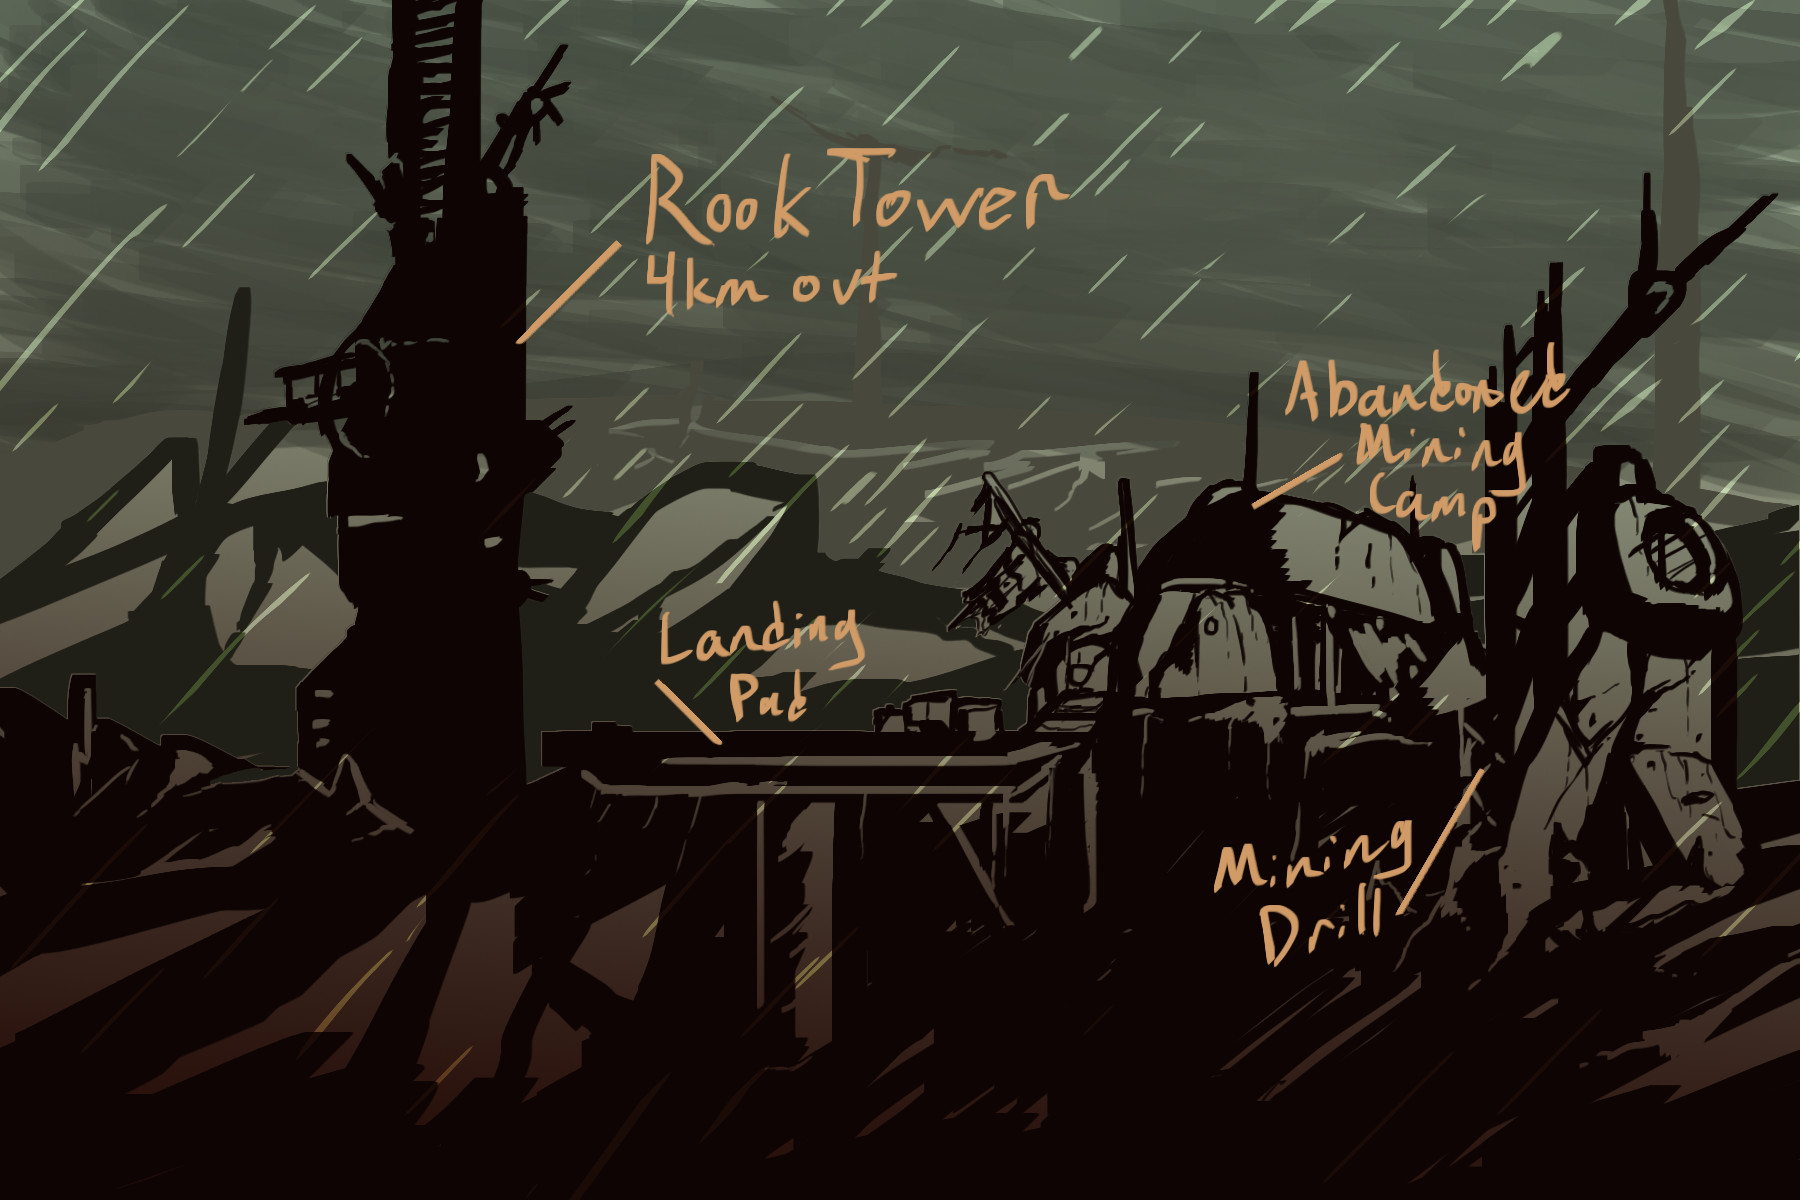 Rook Tower
4km out
Abandoned
Mining
Camp
Landing
Pad
Mining
Drill